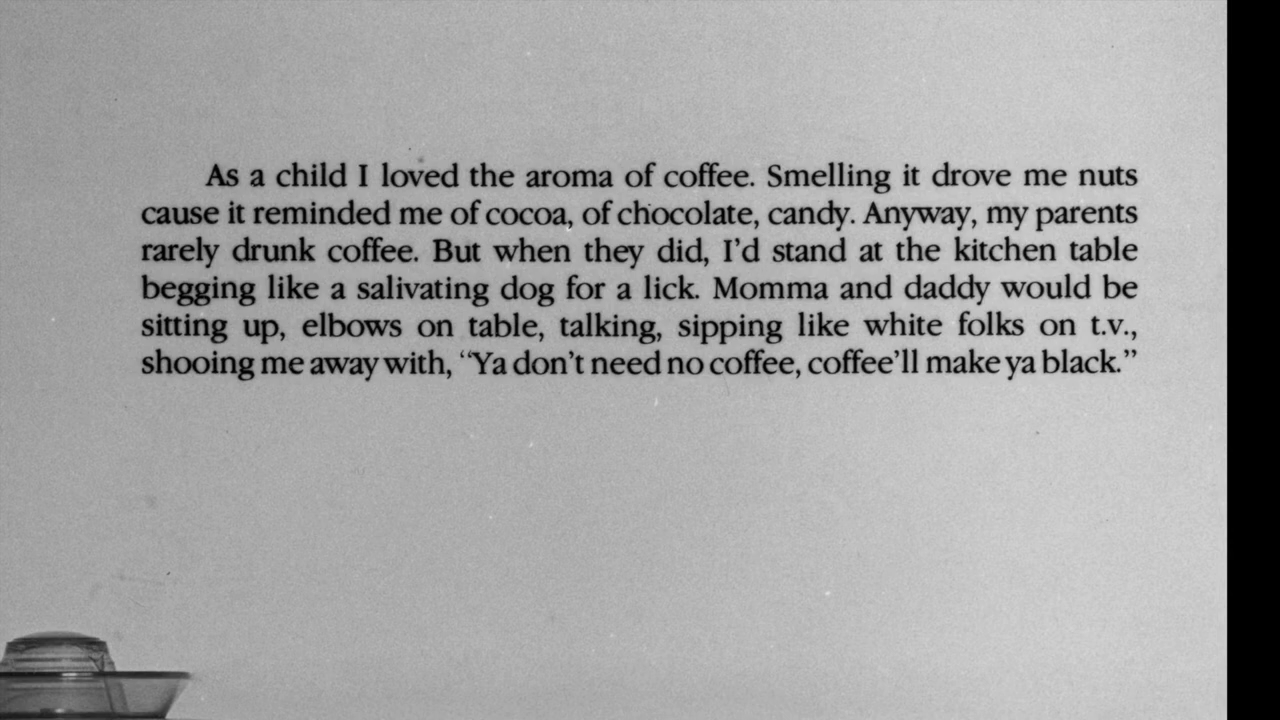 As a child I loved the aroma of coffee. Smelling it drove me nuts
cause it reminded me of cocoa, of chocolate, candy. Anyway, my parents
rarely drunk coffee. But when they did, I'd stand at the kitchen table
begging like a salivating dog for a lick. Momma and daddy would be
sitting up, elbows on table, talking, sipping like white folks on t.v.,
shooing me away with, “Ya don't need no coffee, coffee'll make ya black.”